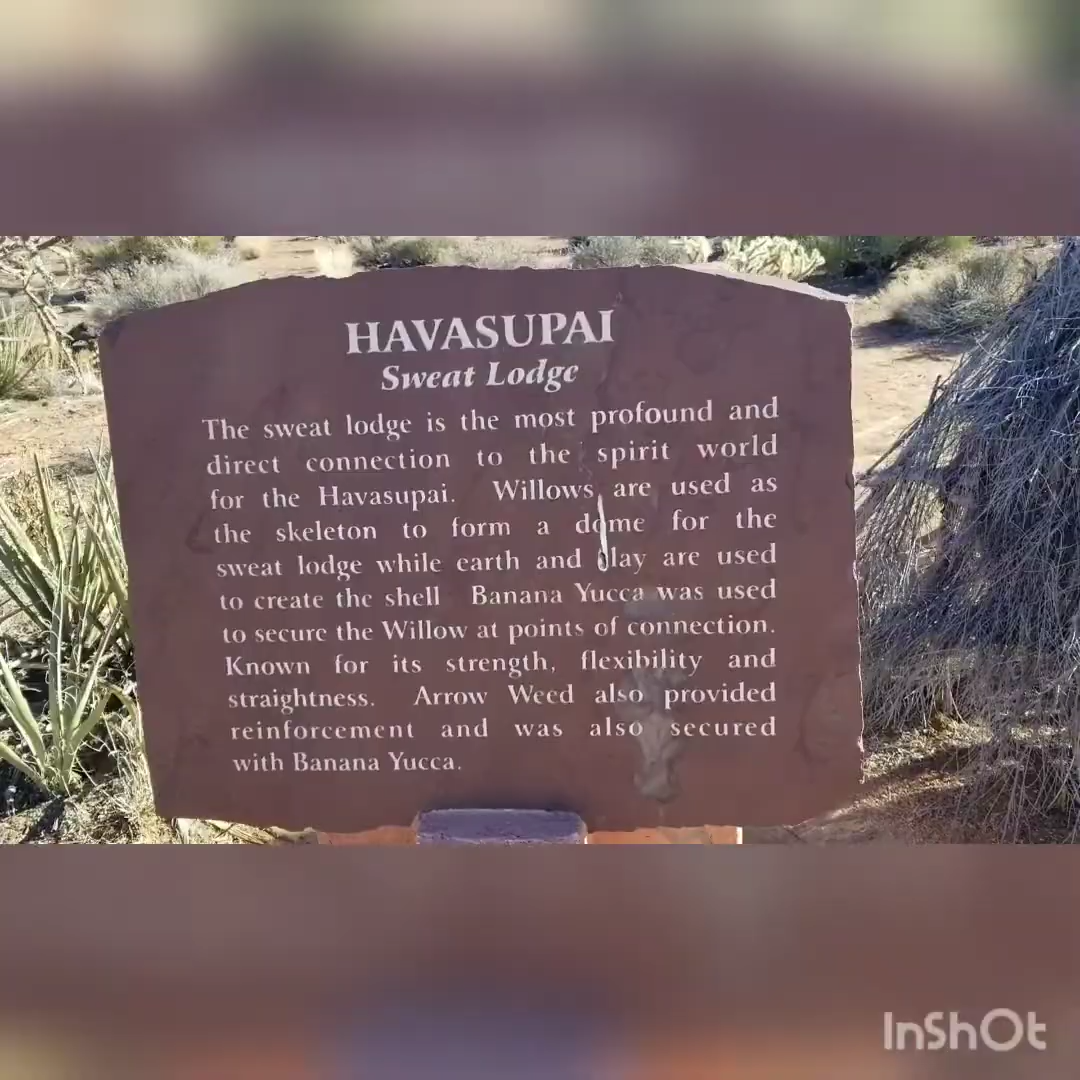 HAVASUPAI
Sweat Lodge
The sweat lodge is the most profound and
direct connection to the spirit world
for the Havasupai. Willows are used as
the skeleton to form a dome for the
sweat lodge while earth and clay are used
to create the shell Banana Yucca was used
to secure the Willow at points of connection.
Known for its strength, flexibility and
straightness. Arrow Weed also provided
reinforcement and was also secured
with Banana Yucca.
InShOt